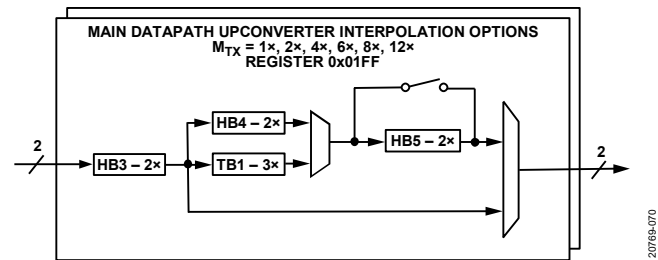 MAIN DATAPATH UPCONVERTER INTERPOLATION OPTIONS
MTX = 1×, 2×, 4×, 6×, 8×, 12×
REGISTER 0x01FF
HB4 – 2×
2
HB3 – 2×
TB1 – 3×
HB5 – 2×
2
20769-070